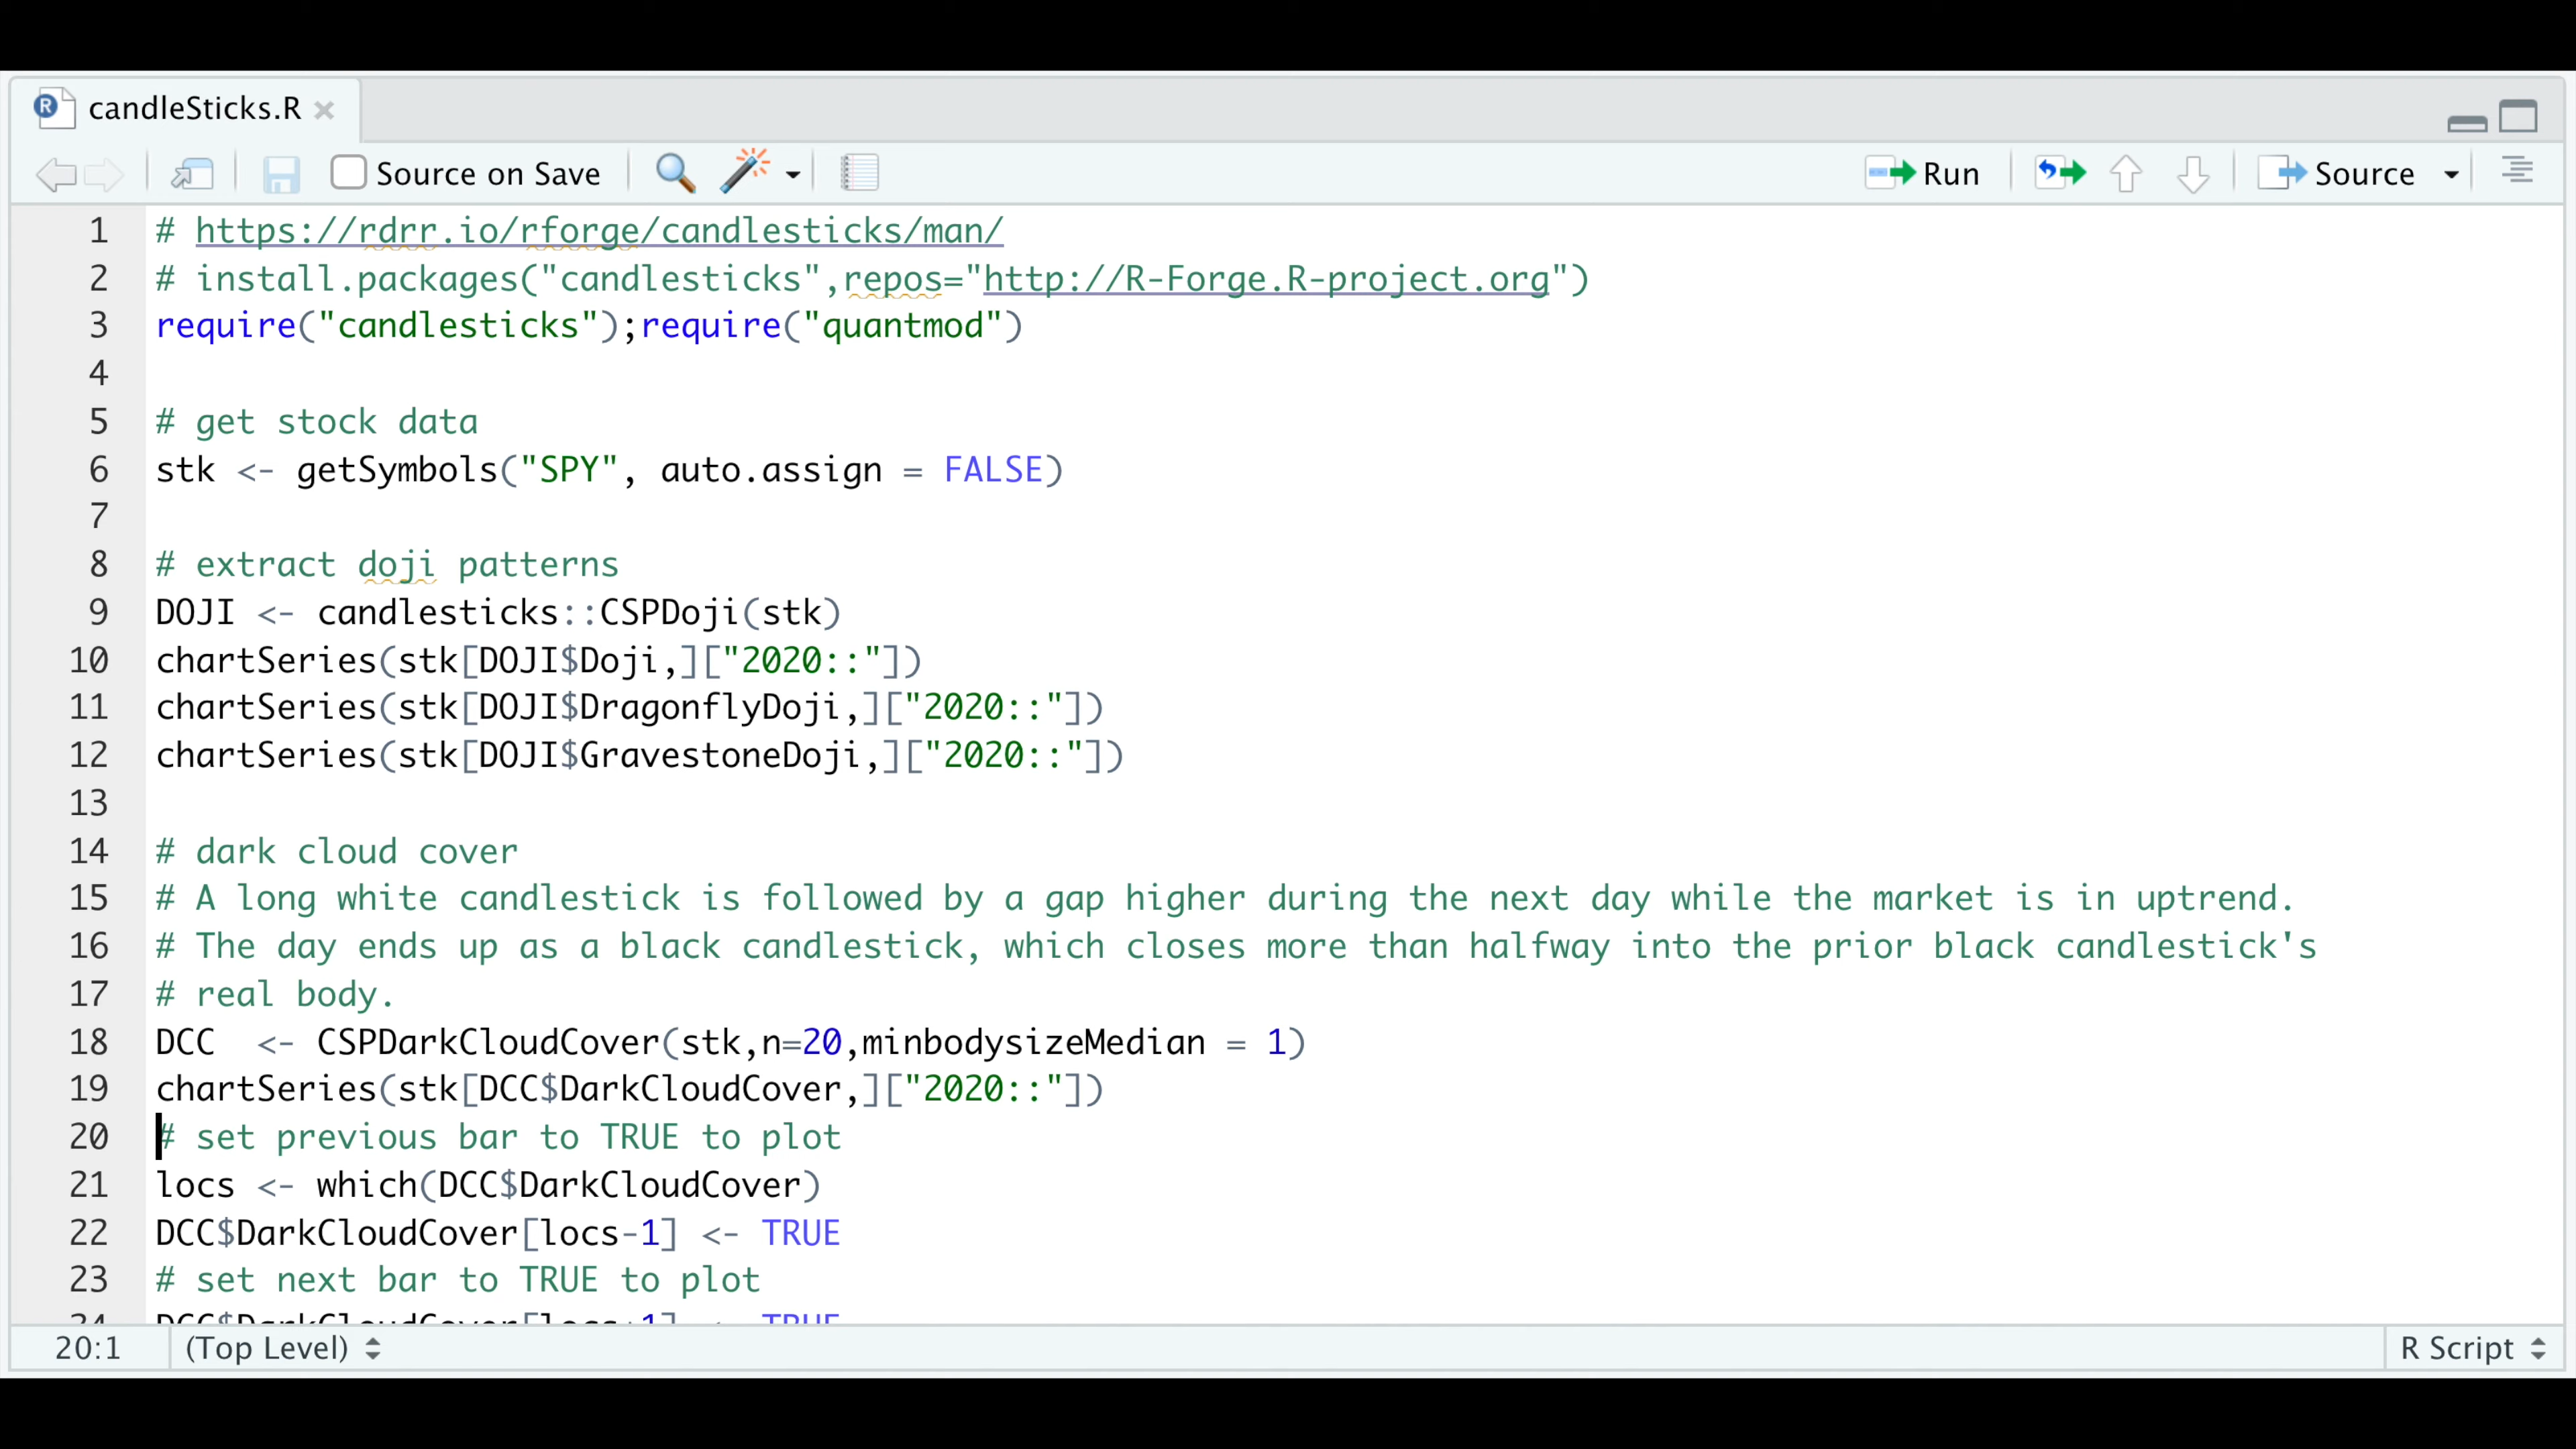 candleSticks.R
Source on Save Run Source
1 # https://rdrr.io/rforge/candlesticks/man/
2 # install.packages("candlesticks",repos="http://R-Forge.R-project.org")
3 require("candlesticks");require("quantmod")
4
5 # get stock data
6 stk <- getSymbols("SPY", auto.assign = FALSE)
7
8 # extract doji patterns
9 DOJI <- candlesticks::CSPDoji(stk)
10 chartSeries(stk[DOJI$Doji,]["2020::"])
11 chartSeries(stk[DOJI$DragonflyDoji,]["2020::"])
12 chartSeries(stk[DOJI$GravestoneDoji,]["2020::"])
13
14 # dark cloud cover
15 # A long white candlestick is followed by a gap higher during the next day while the market is in uptrend.
16 # The day ends up as a black candlestick, which closes more than halfway into the prior black candlestick's
17 # real body.
18 DCC  <- CSPDarkCloudCover(stk,n=20,minbodysizeMedian = 1)
19 chartSeries(stk[DCC$DarkCloudCover,]["2020::"])
20 # set previous bar to TRUE to plot
21 locs <- which(DCC$DarkCloudCover)
22 DCC$DarkCloudCover[locs-1] <- TRUE
23 # set next bar to TRUE to plot
24 DCC$DarkCloudCover[locs+1] <- TRUE
20:1 (Top Level) R Script